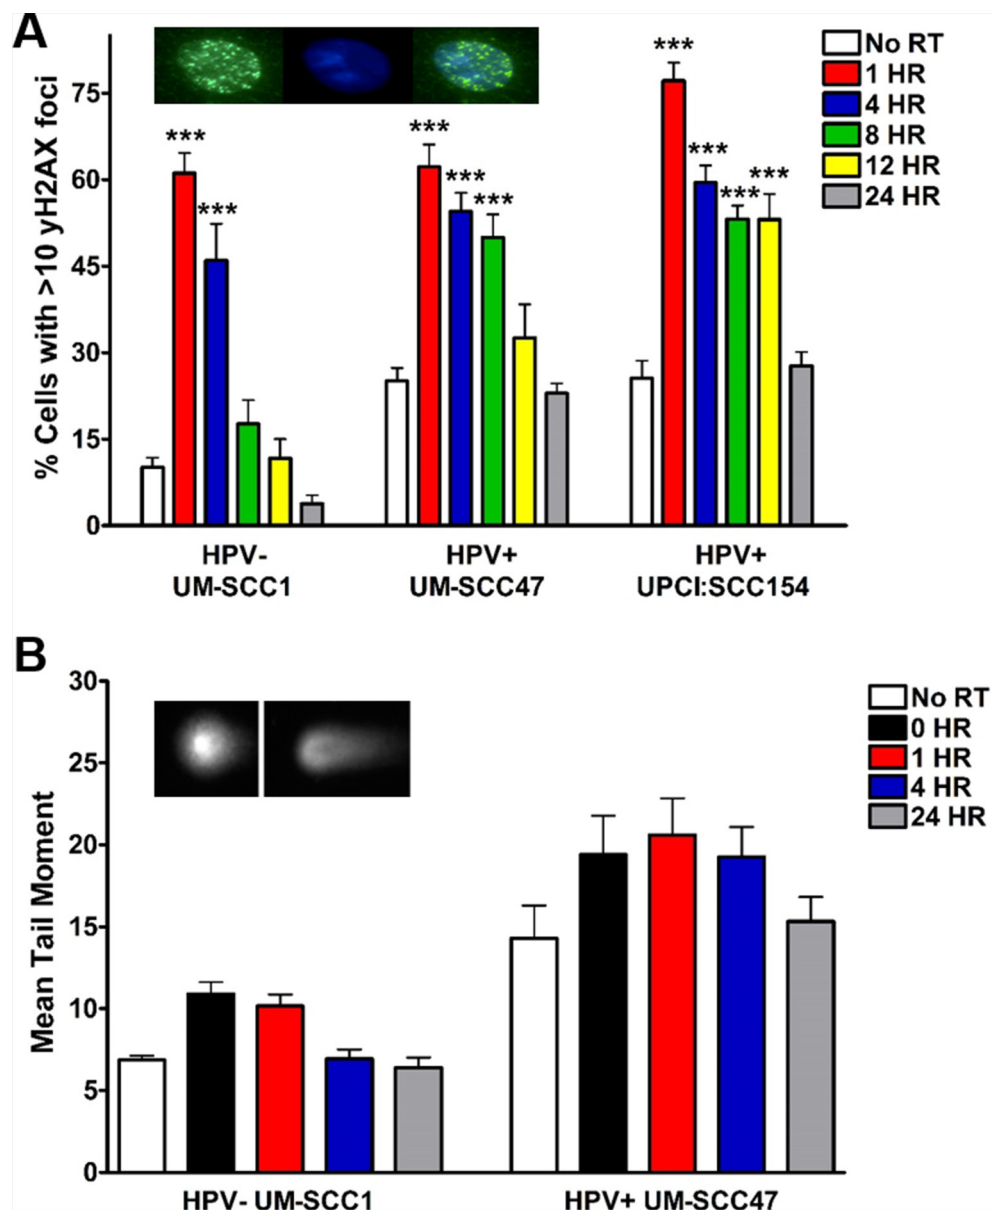 A
% Cells with >10 yH2AX foci
75
60
45
30
15
0
***
***
***
***
***
***
***
***
***
No RT
1 HR
4 HR
8 HR
12 HR
24 HR
HPV-
UM-SCC1
HPV+
UM-SCC47
HPV+
UPCI:SCC154
B
Mean Tail Moment
30
25
20
15
10
5
0
No RT
0 HR
1 HR
4 HR
24 HR
HPV- UM-SCC1
HPV+ UM-SCC47